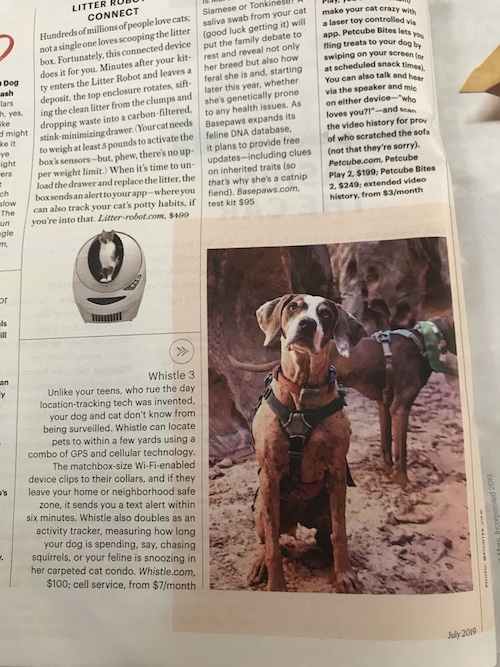 LITTER ROBOT
CONNECT
Hundreds of millions of people love cats;
not a single one loves scooping the litter
box. Fortunately, this connected device
does it for you. Minutes after your kit-
ty enters the Litter Robot and leaves a
deposit, the top enclosure rotates, sift-
ing the clean litter from the clumps and
dropping waste into a carbon-filtered,
stink-minimizing drawer. (Your cat needs
to weigh at least 5 pounds to activate the
box's sensors—but, phew, there's no up-
per weight limit.) When it's time to un-
load the drawer and replace the litter, the
box sends an alert to your app—where you
can also track your cat's potty habits, if
you're into that. Litter-robot.com, $499
Siamese or Tonkinese? A
saliva swab from your cat
(good luck getting it) will
put the family debate to
rest and reveal not only
her breed but also how
feral she is and, starting
later this year, whether
she's genetically prone
to any health issues. As
Basepaws expands its
feline DNA database,
it plans to provide free
updates—including clues
on inherited traits (so
that's why she's a catnip
fiend). Basepaws.com,
test kit $95
make your cat crazy with
a laser toy controlled via
app. Petcube Bites lets you
fling treats to your dog by
swiping on your screen (or
at scheduled snack times).
You can also talk and hear
via the speaker and mic
on either device—"who
loves you?!"—and scan
the video history for
of who scratched the sofa
(not that they're sorry).
Petcube.com, Petcube
Play 2, $199; Petcube Bites
2, $249; extended video
history, from $3/month
Whistle 3
Unlike your teens, who rue the day
location-tracking tech was invented,
your dog and cat don't know from
being surveilled. Whistle can locate
pets to within a few yards using a
combo of GPS and cellular technology.
The matchbox-size Wi-Fi-enabled
device clips to their collars, and if they
leave your home or neighborhood safe
zone, it sends you a text alert within
six minutes. Whistle also doubles as an
activity tracker, measuring how long
your dog is spending, say, chasing
squirrels, or your feline is snoozing in
her carpeted cat condo. Whistle.com,
$100; cell service, from $7/month
July 2019